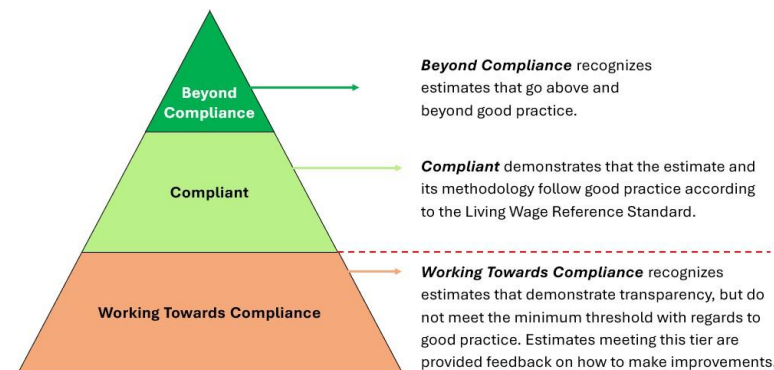 Beyond
Compliance
Beyond Compliance recognizes
estimates that go above and
beyond good practice.
Compliant
Compliant demonstrates that the estimate and
its methodology follow good practice according
to the Living Wage Reference Standard.
Working Towards Compliance
Working Towards Compliance recognizes
estimates that demonstrate transparency, but do
not meet the minimum threshold with regards to
good practice. Estimates meeting this tier are
provided feedback on how to make improvements.